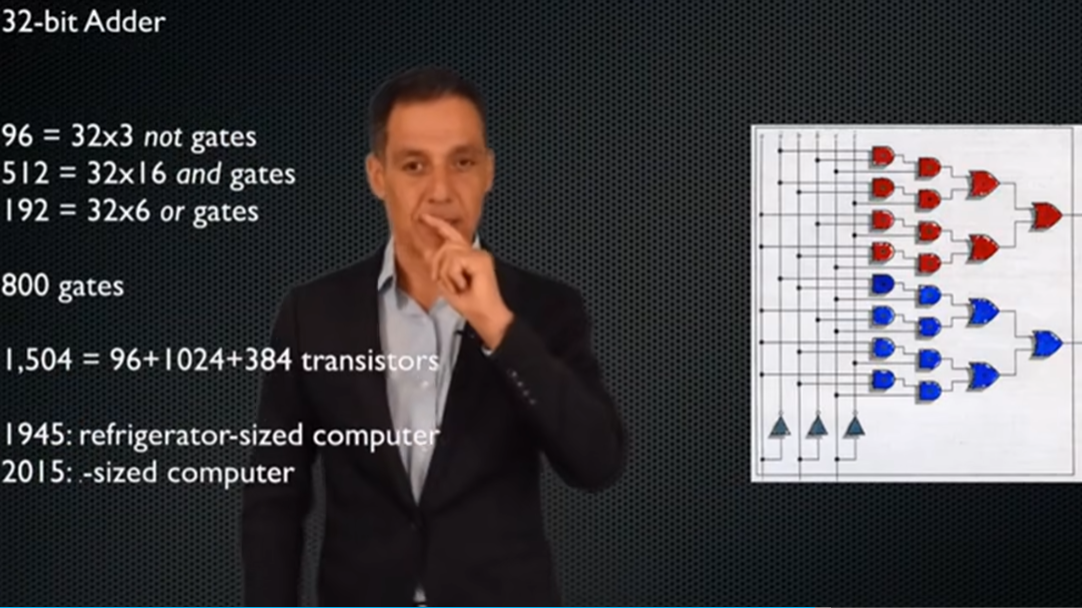 32-bit Adder
96 = 32x3 not gates
512 = 32x16 and gates
192 = 32x6 or gates
800 gates
1,504 = 96+1024+384 transistors
1945: refrigerator-sized computer
2015: .-sized computer